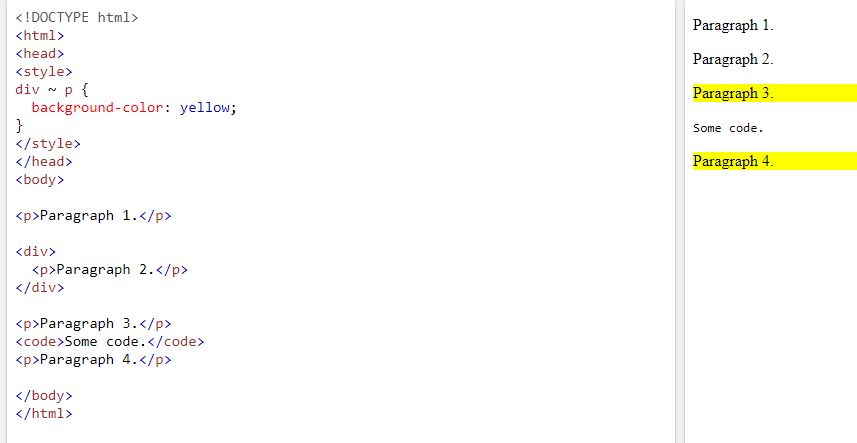 <!DOCTYPE html>
<html>
<head>
<style>
div ~ p {
  background-color: yellow;
}
</style>
</head>
<body>

<p>Paragraph 1.</p>

<div>
  <p>Paragraph 2.</p>
</div>

<p>Paragraph 3.</p>
<code>Some code.</code>
<p>Paragraph 4.</p>

</body>
</html>

Paragraph 1.
Paragraph 2.
Paragraph 3.
Some code.
Paragraph 4.